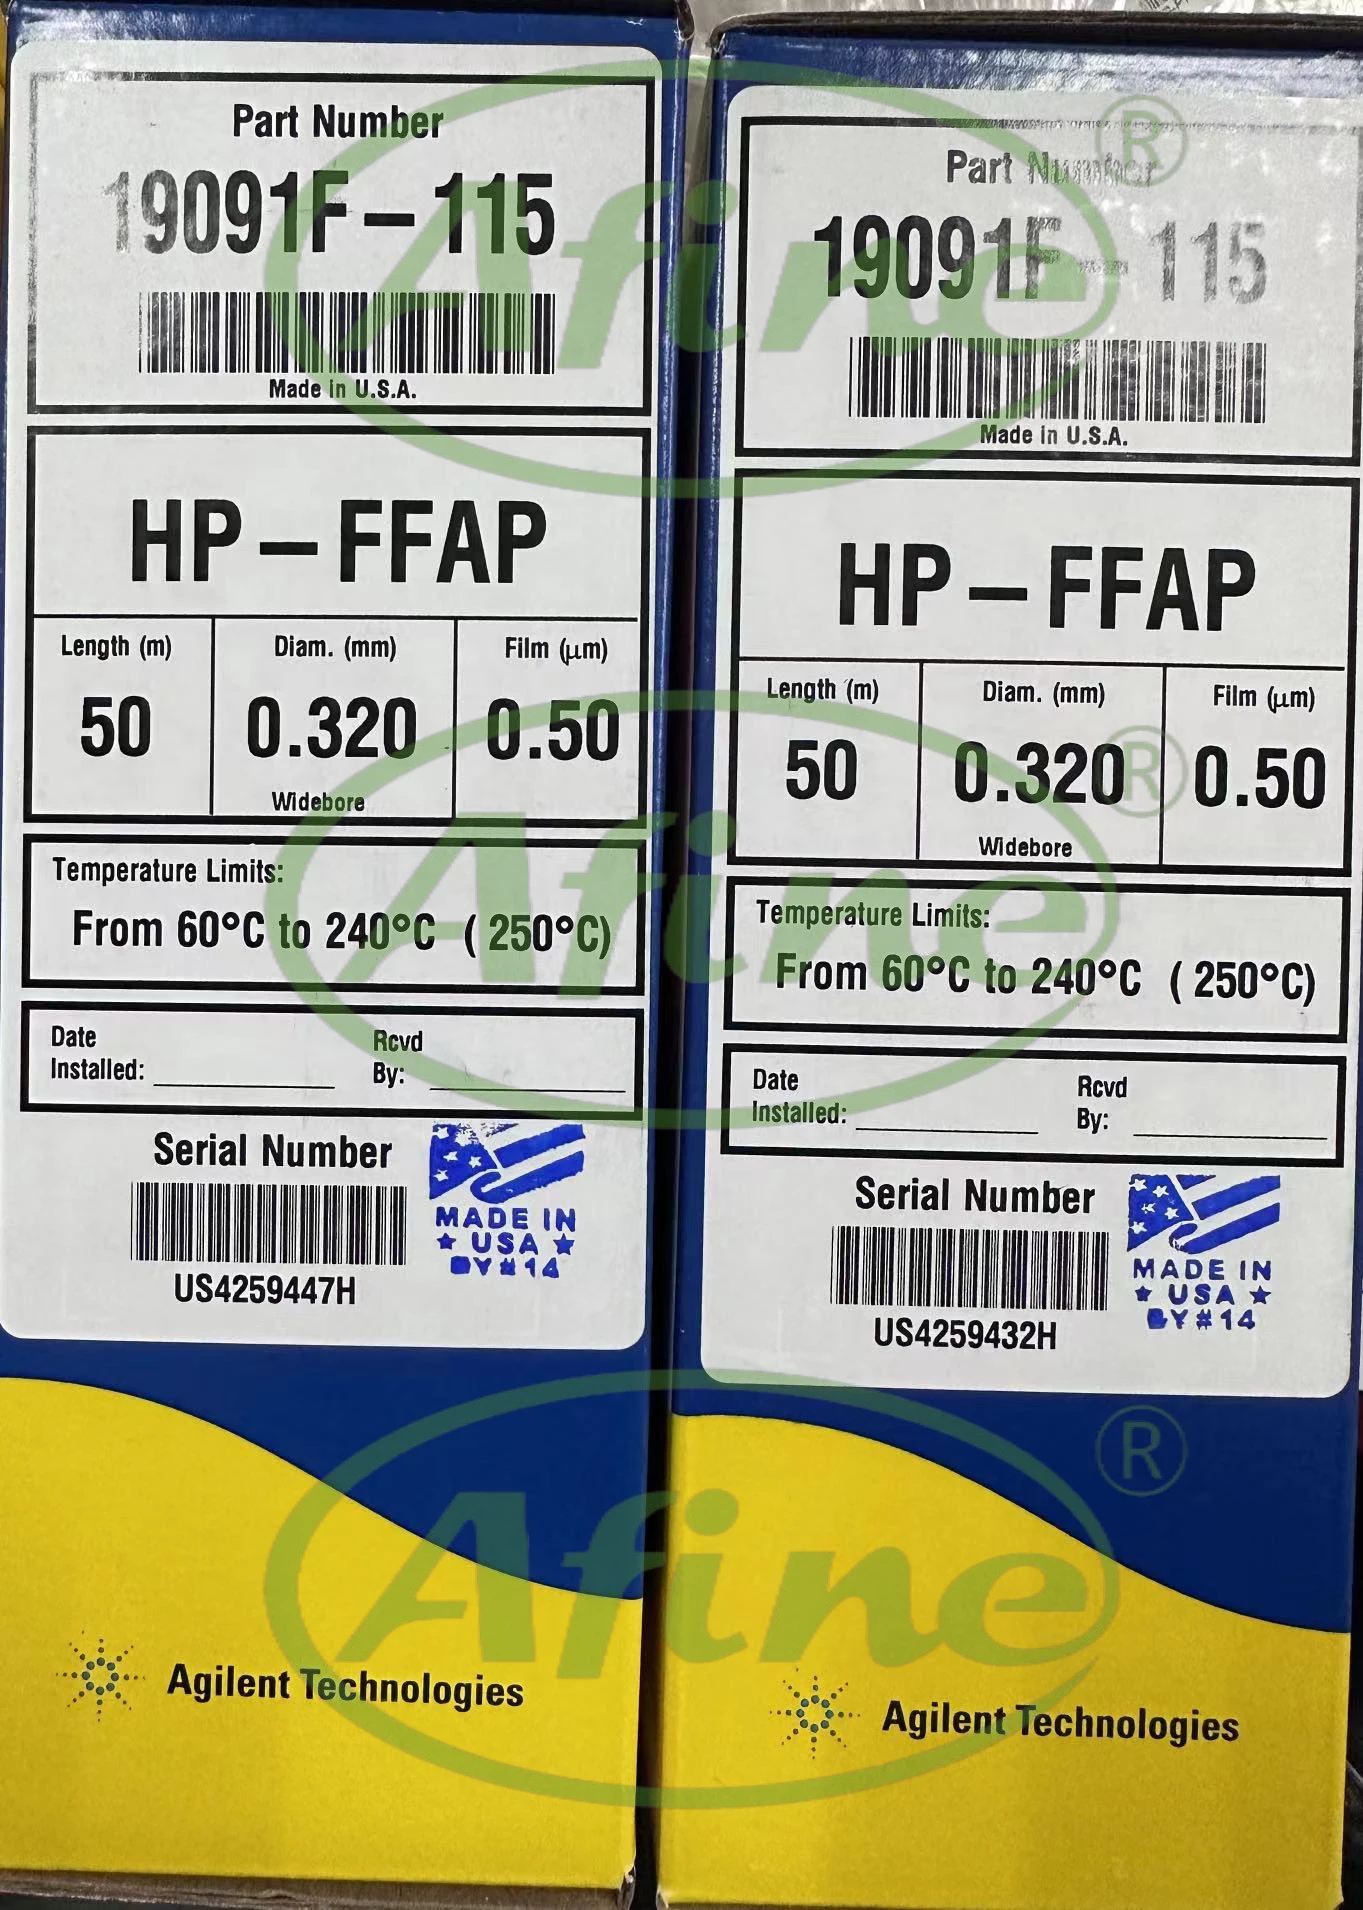 Part Number
19091F-115
Made in U.S.A.
HP-FFAP
Length (m)
50
Diam. (mm)
0.320
Widebore
Film (µm)
0.50
Temperature Limits:
From 60°C to 240°C (250°C)
Date
Installed:
Rcvd
By:
Serial Number
US4259447H
MADE IN
★ USA ★
BY#14
Agilent Technologies
Part Number
19091F-115
Made in U.S.A.
HP-FFAP
Length (m)
50
Diam. (mm)
0.320
Widebore
Film (µm)
0.50
Temperature Limits:
From 60°C to 240°C (250°C)
Date
Installed:
Rcvd
By:
Serial Number
US4259432H
MADE IN
★ USA ★
BY#14
Agilent Technologies
Afine®
Afine®
Afine®